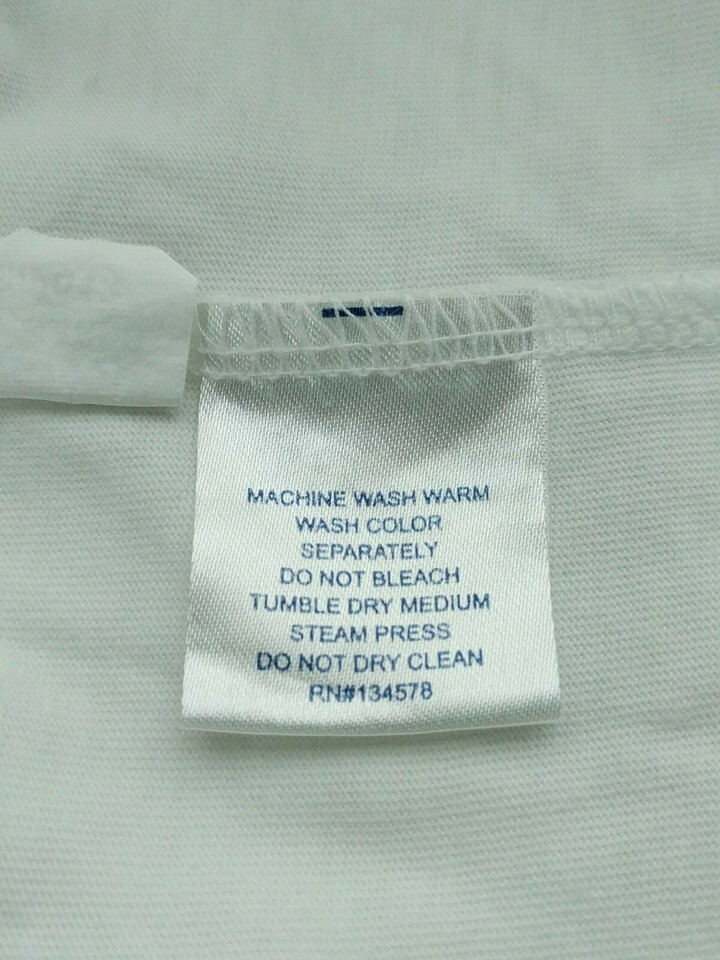 MACHINE WASH WARM
WASH COLOR
SEPARATELY
DO NOT BLEACH
TUMBLE DRY MEDIUM
STEAM PRESS
DO NOT DRY CLEAN
RN#134578